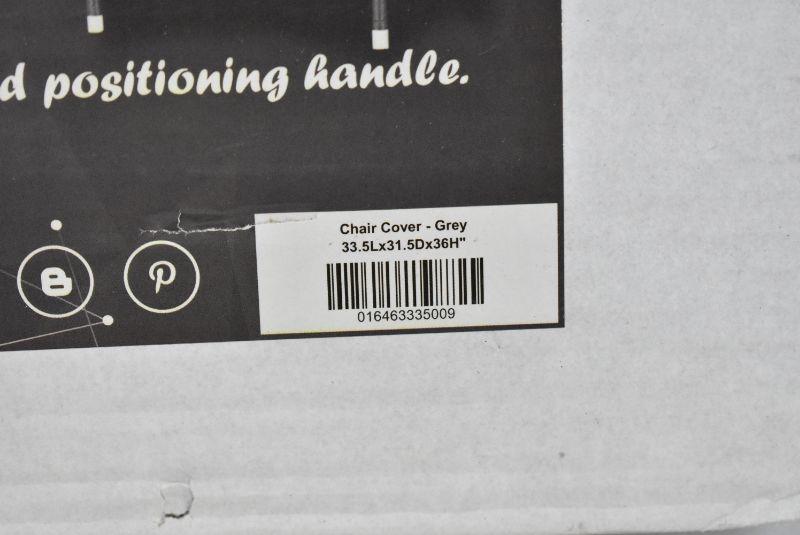 d positioning handle.
Chair Cover - Grey
33.5Lx31.5Dx36H"
016463335009